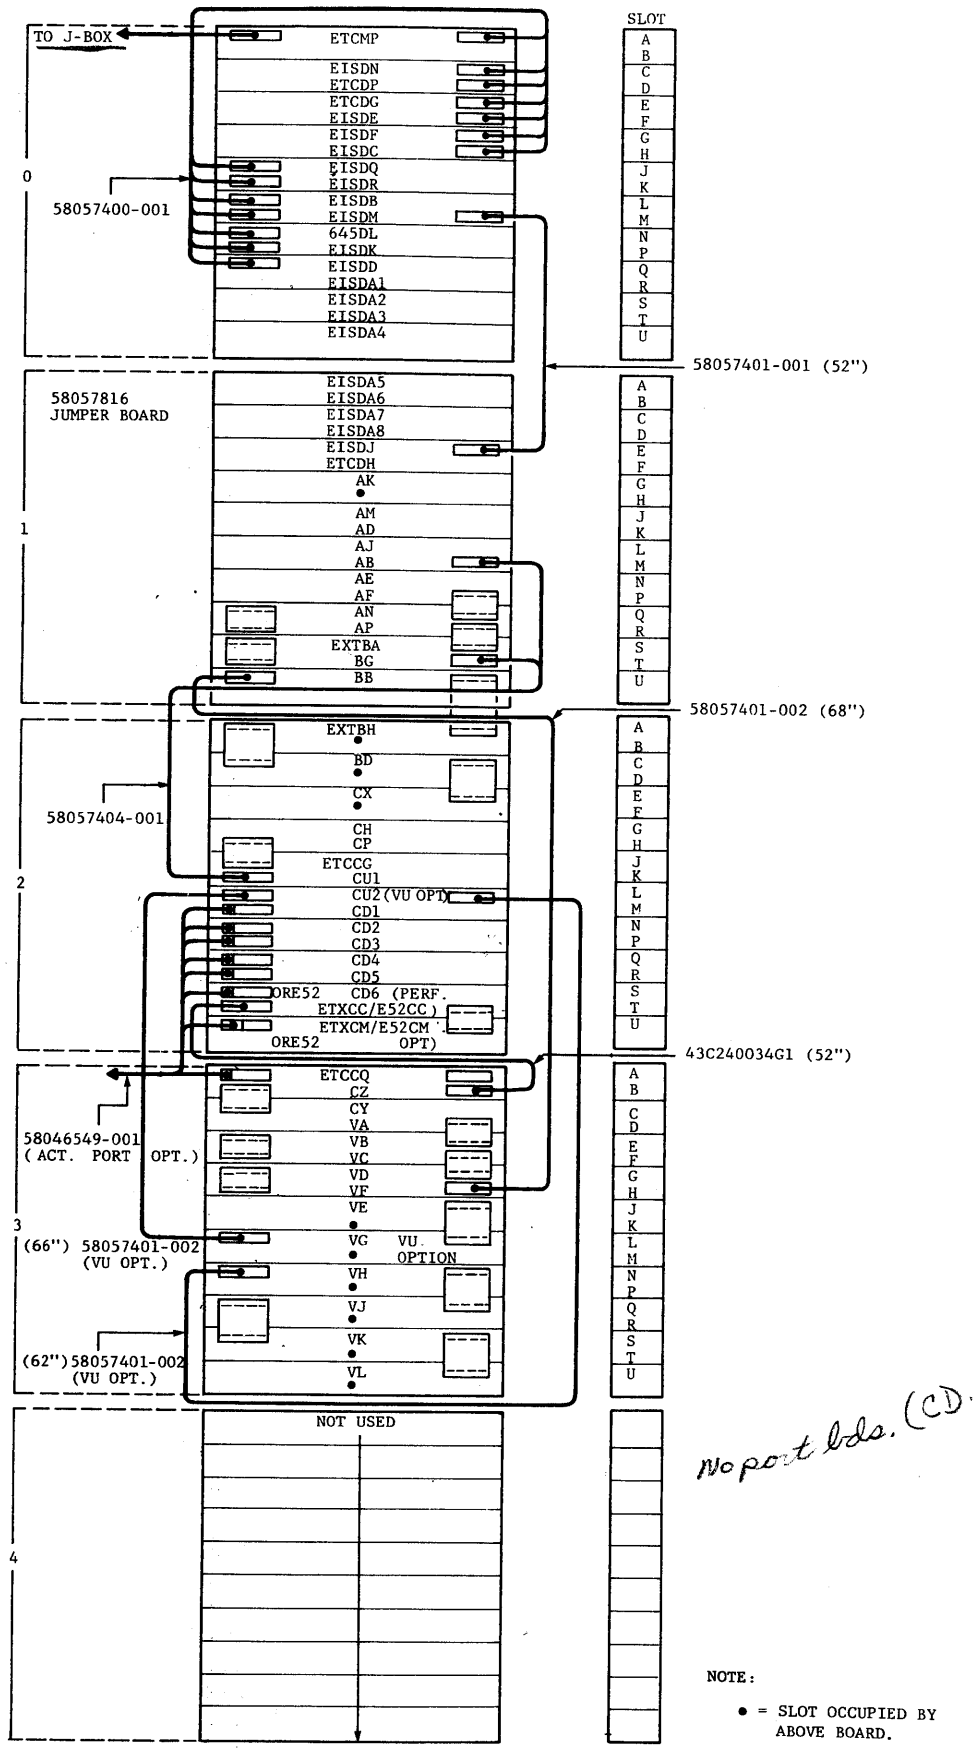 SLOT
TO J-BOX
0
58057400-001
ETCMP
EISDN
ETCDP
ETCDG
EISDE
EISDF
EISDC
EISDQ
EISDR
EISDB
EISDM
645DL
EISDK
EISDD
EISDA1
EISDA2
EISDA3
EISDA4
A
B
C
D
E
F
G
H
J
K
L
M
N
P
Q
R
S
T
U
58057401-001 (52")
58057816
JUMPER BOARD
1
EISDA5
EISDA6
EISDA7
EISDA8
EISDJ
ETCDH
AK
●
AM
AD
AJ
AB
AE
AF
AN
AP
EXTBA
BG
BB
A
B
C
D
E
F
G
H
J
K
L
M
N
P
Q
R
S
T
U
58057401-002 (68")
58057404-001
2
EXTBH
●
BD
●
CX
●
CH
CP
ETCCG
CU1
CU2(VU OPT)
CD1
CD2
CD3
CD4
CD5
ORE52 CD6 (PERF.
ETXCC/E52CC )
ETXCM/E52CM
ORE52 OPT)
A
B
C
D
E
F
G
H
J
K
L
M
N
P
Q
R
S
T
U
43C240034G1 (52")
58046549-001
(ACT. PORT OPT.)
3
(66") 58057401-002
(VU OPT.)
(62") 58057401-002
(VU OPT.)
ETCCQ
CZ
CY
VA
VB
VC
VD
VF
VE
●
VG VU
● OPTION
VH
●
VJ
●
VK
●
VL
●
A
B
C
D
E
F
G
H
J
K
L
M
N
P
Q
R
S
T
U
4
NOT USED
No port bds. (CD.
NOTE:
● = SLOT OCCUPIED BY
ABOVE BOARD.